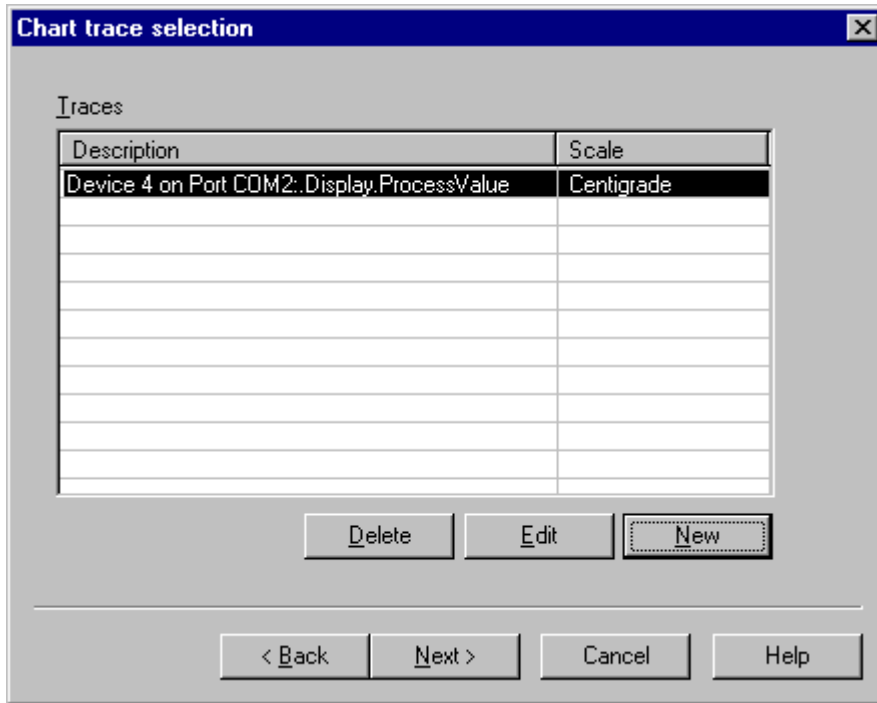 Chart trace selection
Traces
Description Scale
Device 4 on Port COM2:.Display.ProcessValue Centigrade
Delete Edit New
< Back Next > Cancel Help